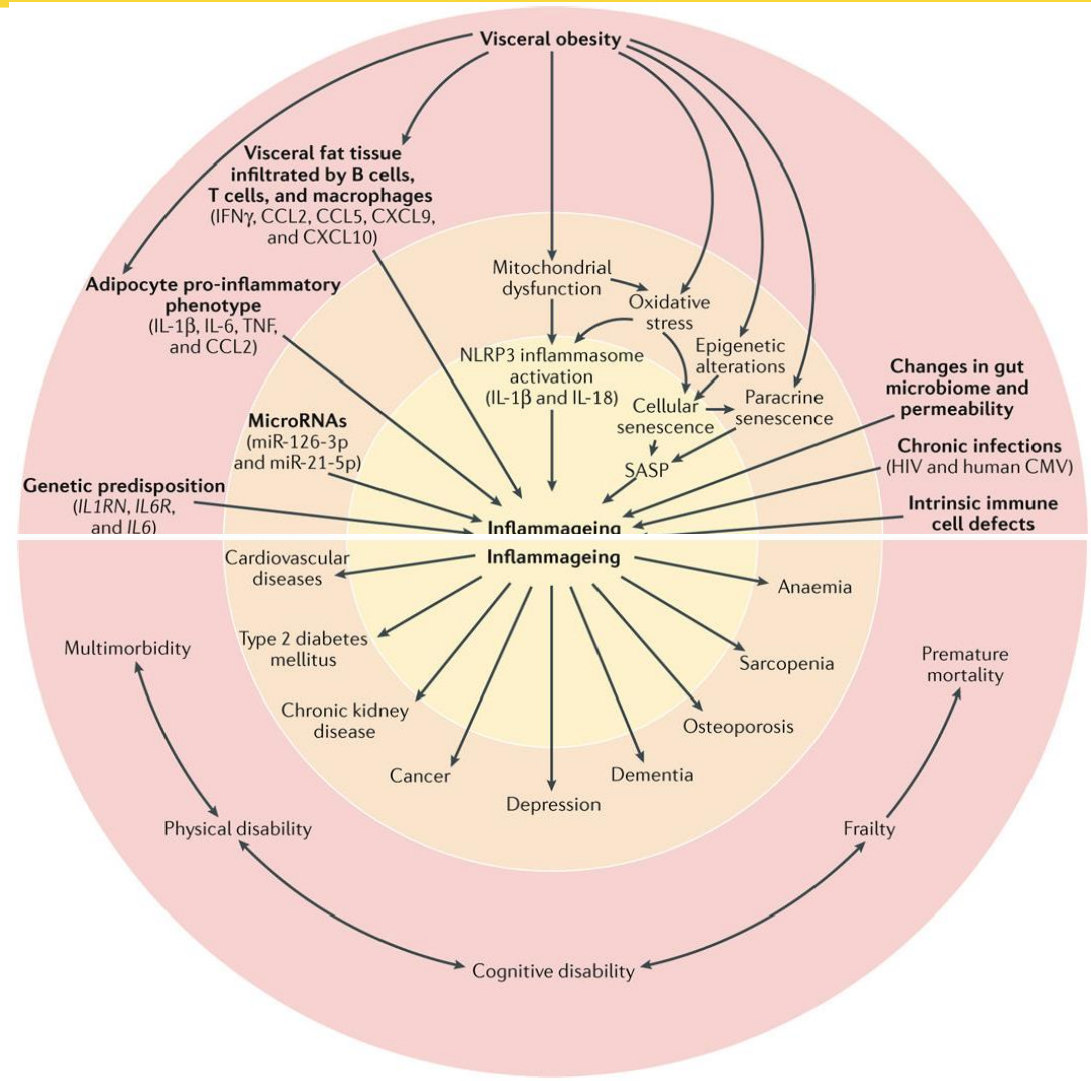 Visceral obesity
Visceral fat tissue
infiltrated by B cells,
T cells, and macrophages
(IFNγ, CCL2, CCL5, CXCL9,
and CXCL10)
Adipocyte pro-inflammatory
phenotype
(IL-1β, IL-6, TNF,
and CCL2)
MicroRNAs
(miR-126-3p
and miR-21-5p)
Genetic predisposition
(IL1RN, IL6R,
and IL6)
Mitochondrial
dysfunction
Oxidative
stress
NLRP3 inflammasome
activation
(IL-1β and IL-18)
Epigenetic
alterations
Cellular
senescence
Paracrine
senescence
SASP
Changes in gut
microbiome and
permeability
Chronic infections
(HIV and human CMV)
Intrinsic immune
cell defects
Inflammageing
Inflammageing
Cardiovascular
diseases
Type 2 diabetes
mellitus
Chronic kidney
disease
Cancer
Depression
Dementia
Osteoporosis
Sarcopenia
Anaemia
Multimorbidity
Physical disability
Cognitive disability
Frailty
Premature
mortality